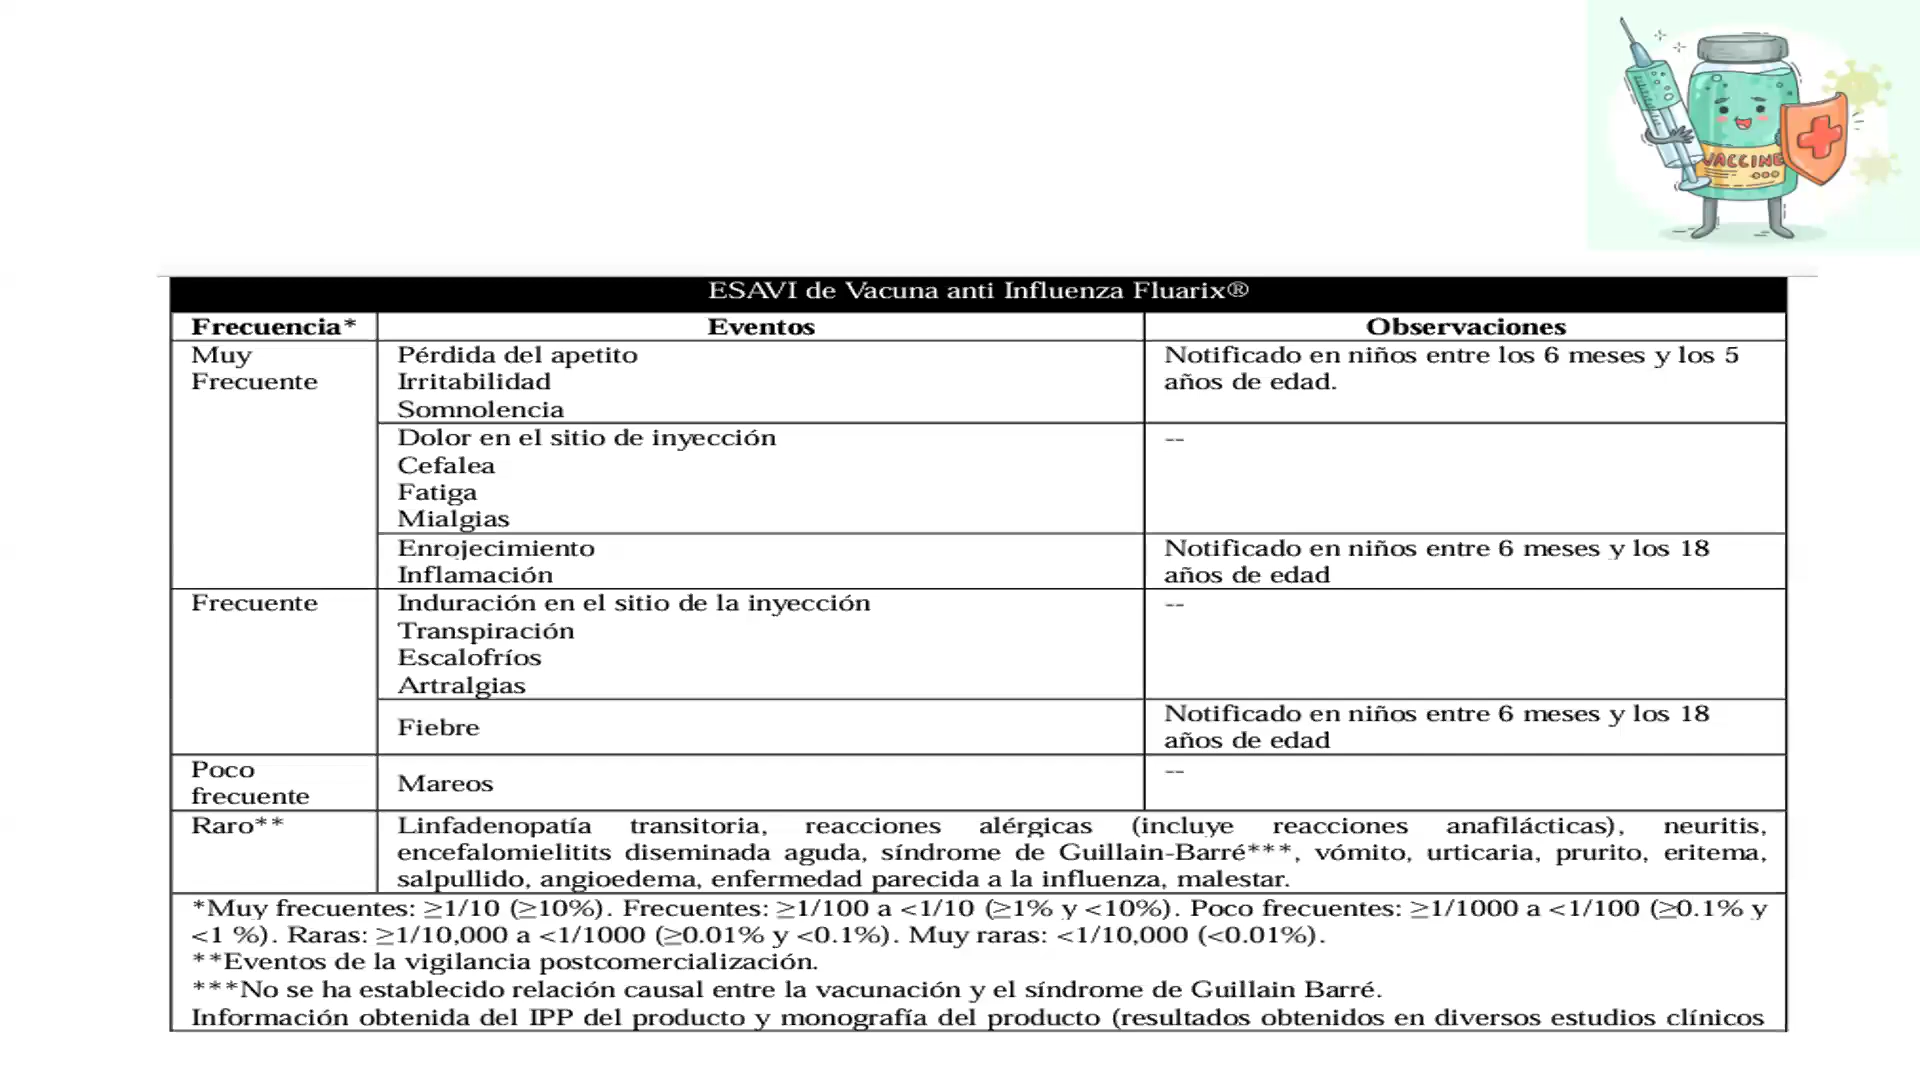 VACCINE
ESAVI de Vacuna anti Influenza Fluarix®
Frecuencia* Eventos Observaciones
Muy Frecuente
Pérdida del apetito
Irritabilidad
Somnolencia
Notificado en niños entre los 6 meses y los 5
años de edad.
Dolor en el sitio de inyección
Cefalea
Fatiga
Mialgias
--
Enrojecimiento
Inflamación
Notificado en niños entre 6 meses y los 18
años de edad
Frecuente
Induración en el sitio de la inyección
Transpiración
Escalofríos
Artralgias
--
Fiebre
Notificado en niños entre 6 meses y los 18
años de edad
Poco
frecuente
Mareos
--
Raro**
Linfadenopatía transitoria, reacciones alérgicas (incluye reacciones anafilácticas), neuritis,
encefalomielitits diseminada aguda, síndrome de Guillain-Barré***, vómito, urticaria, prurito, eritema,
salpullido, angioedema, enfermedad parecida a la influenza, malestar.
*Muy frecuentes: ≥1/10 (≥10%). Frecuentes: ≥1/100 a <1/10 (≥1% y <10%). Poco frecuentes: ≥1/1000 a <1/100 (≥0.1% y
<1 %). Raras: ≥1/10,000 a <1/1000 (≥0.01% y <0.1%). Muy raras: <1/10,000 (<0.01%).
**Eventos de la vigilancia postcomercialización.
***No se ha establecido relación causal entre la vacunación y el síndrome de Guillain Barré.
Información obtenida del IPP del producto y monografía del producto (resultados obtenidos en diversos estudios clínicos